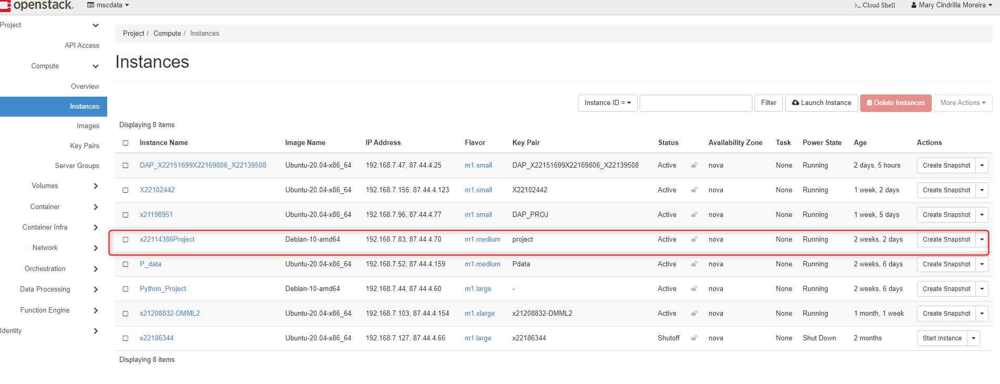 openstack. mscdata >_ Cloud Shell Mary Cindrilla Moreira
Project
API Access
Compute
Overview
Instances
Images
Key Pairs
Server Groups
Volumes
Container
Container Infra
Network
Orchestration
Data Processing
Function Engine
Identity
Project / Compute / Instances
Instances
Instance ID = Filter Launch Instance Delete Instances More Actions
Displaying 8 items
Instance Name Image Name IP Address Flavor Key Pair Status Availability Zone Task Power State Age Actions
DAP_X22151699X22169806_X22139508 Ubuntu-20.04-x86_64 192.168.7.47, 87.44.4.25 m1.small DAP_X22151699X22169806_X22139508 Active nova None Running 2 days, 5 hours Create Snapshot
X22102442 Ubuntu-20.04-x86_64 192.168.7.155, 87.44.4.123 m1.small X22102442 Active nova None Running 1 week, 2 days Create Snapshot
x21198951 Ubuntu-20.04-x86_64 192.168.7.96, 87.44.4.77 m1.small DAP_PROJ Active nova None Running 1 week, 5 days Create Snapshot
x22114386Project Debian-10-amd64 192.168.7.83, 87.44.4.70 m1.medium project Active nova None Running 2 weeks, 2 days Create Snapshot
P_data Ubuntu-20.04-x86_64 192.168.7.52, 87.44.4.159 m1.medium Pdata Active nova None Running 2 weeks, 6 days Create Snapshot
Python_Project Debian-10-amd64 192.168.7.44, 87.44.4.60 m1.large - Active nova None Running 2 weeks, 6 days Create Snapshot
x21208832-DMML2 Ubuntu-20.04-x86_64 192.168.7.103, 87.44.4.154 m1.xlarge x21208832-DMML2 Active nova None Running 1 month, 1 week Create Snapshot
x22186344 Ubuntu-20.04-x86_64 192.168.7.127, 87.44.4.66 m1.large x22186344 Shutoff nova None Shut Down 2 months Start Instance
Displaying 8 items